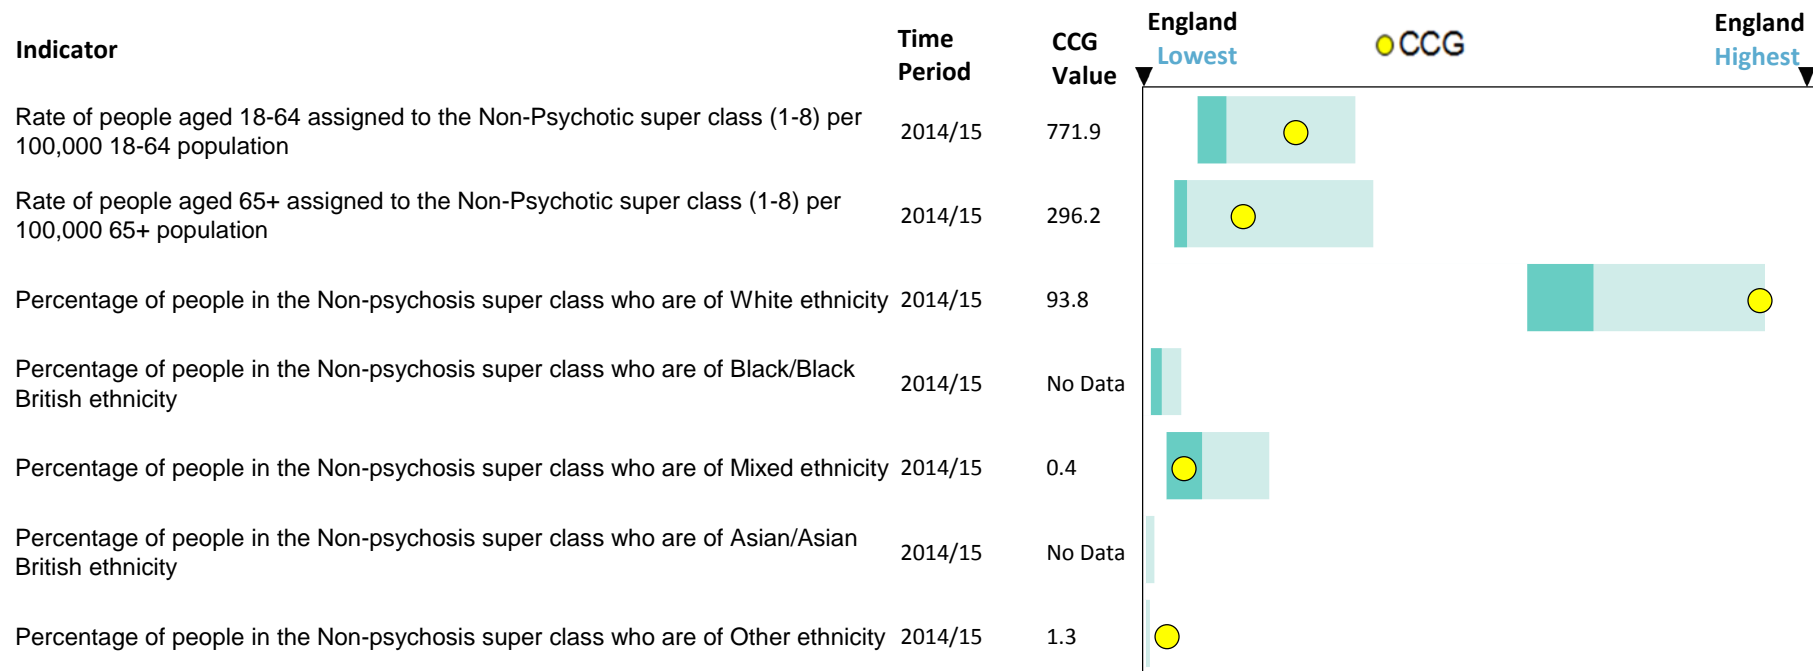 Indicator
Time
Period
CCG
Value
England
Lowest
CCG
England
Highest
Rate of people aged 18-64 assigned to the Non-Psychotic super class (1-8) per
100,000 18-64 population
2014/15
771.9
Rate of people aged 65+ assigned to the Non-Psychotic super class (1-8) per
100,000 65+ population
2014/15
296.2
Percentage of people in the Non-psychosis super class who are of White ethnicity
2014/15
93.8
Percentage of people in the Non-psychosis super class who are of Black/Black
British ethnicity
2014/15
No Data
Percentage of people in the Non-psychosis super class who are of Mixed ethnicity
2014/15
0.4
Percentage of people in the Non-psychosis super class who are of Asian/Asian
British ethnicity
2014/15
No Data
Percentage of people in the Non-psychosis super class who are of Other ethnicity
2014/15
1.3